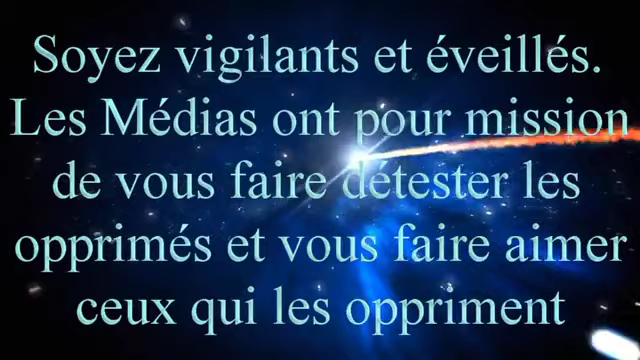 Soyez vigilants et éveillés.
Les Médias ont pour mission
de vous faire détester les
opprimés et vous faire aimer
ceux qui les oppriment